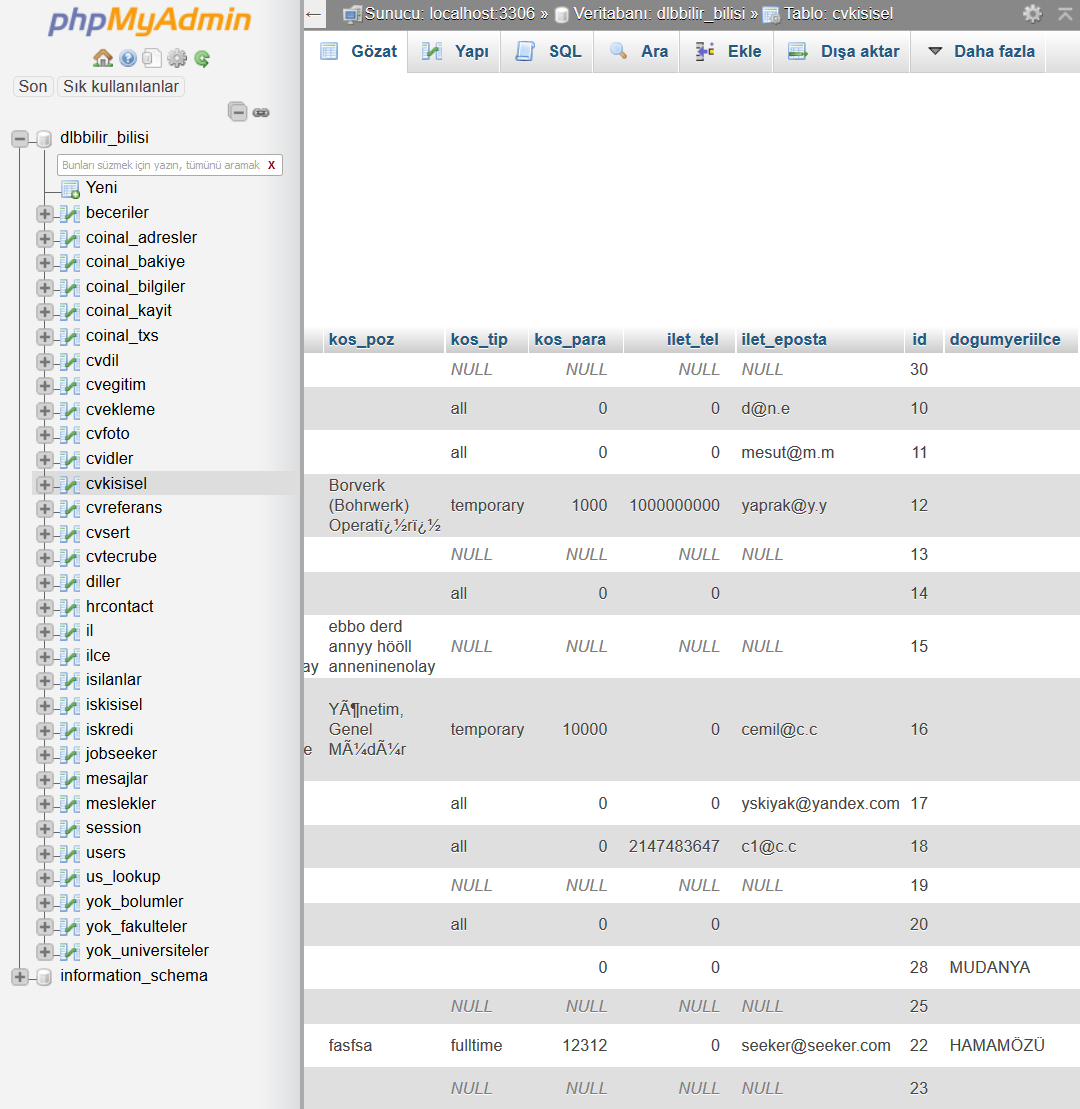 phpMyAdmin
Son Sık kullanılanlar
dlbbilir_bilisi
Bunları süzmek için yazın, tümünü aramak X
Yeni
beceriler
coinal_adresler
coinal_bakiye
coinal_bilgiler
coinal_kayit
coinal_txs
cvdil
cvegitim
cvekleme
cvfoto
cvidler
cvkisisel
cvreferans
cvsert
cvtecrube
diller
hrcontact
il
ilce
isilanlar
iskisisel
iskredi
jobseeker
mesajlar
meslekler
session
users
us_lookup
yok_bolumler
yok_fakulteler
yok_universiteler
information_schema
← Sunucu: localhost:3306 » Veritabanı: dlbbilir_bilisi » Tablo: cvkisisel
Gözat Yapı SQL Ara Ekle Dışa aktar Daha fazla
kos_poz kos_tip kos_para ilet_tel ilet_eposta id dogumyeriilce
NULL NULL NULL NULL 30
all 0 0 d@n.e 10
all 0 0 mesut@m.m 11
Borverk
(Bohrwerk)
Operatï¿½rï¿½
temporary 1000 1000000000 yaprak@y.y 12
NULL NULL NULL NULL 13
all 0 0 14
ebbo derd
annyy hööll
ay anneninenolay
NULL NULL NULL NULL 15
YÃ¶netim,
Genel
e MÃ¼dÃ¼r
temporary 10000 0 cemil@c.c 16
all 0 0 yskiyak@yandex.com 17
all 0 2147483647 c1@c.c 18
NULL NULL NULL NULL 19
all 0 0 20
0 0 28 MUDANYA
NULL NULL NULL NULL 25
fasfsa fulltime 12312 0 seeker@seeker.com 22 HAMAMÖZÜ
NULL NULL NULL NULL 23